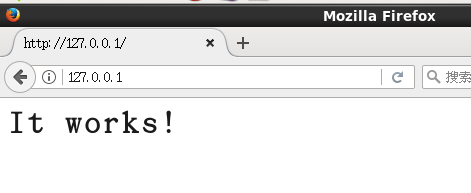 Mozilla Firefox
http://127.0.0.1/
127.0.0.1
搜索
It works!